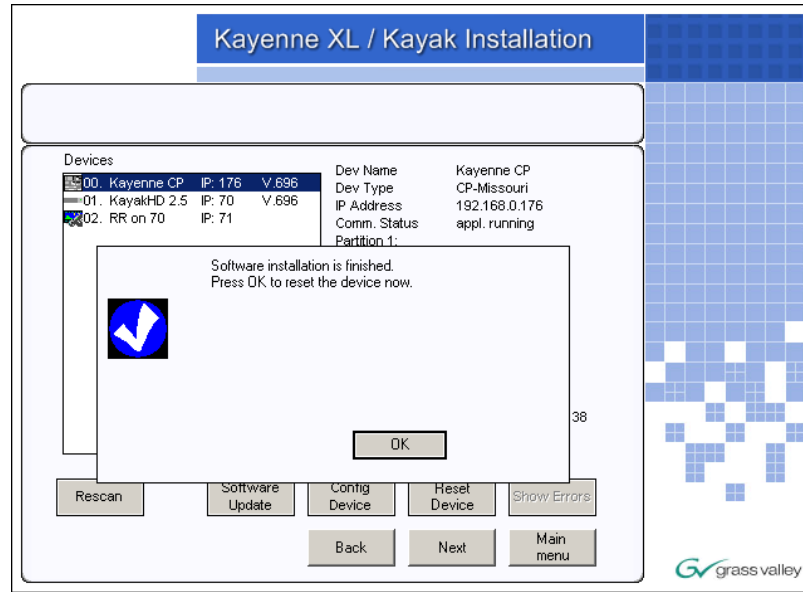 Kayenne XL / Kayak Installation
Devices
00. Kayenne CP IP: 176 V.696
01. KayakHD 2.5 IP: 70 V.696
02. RR on 70 IP: 71
Dev Name Kayenne CP
Dev Type CP-Missouri
IP Address 192.168.0.176
Comm. Status appl. running
Partition 1:
Software installation is finished.
Press OK to reset the device now.
38
OK
Rescan
Software
Update
Config
Device
Reset
Device
Show Errors
Back
Next
Main
menu
grass valley